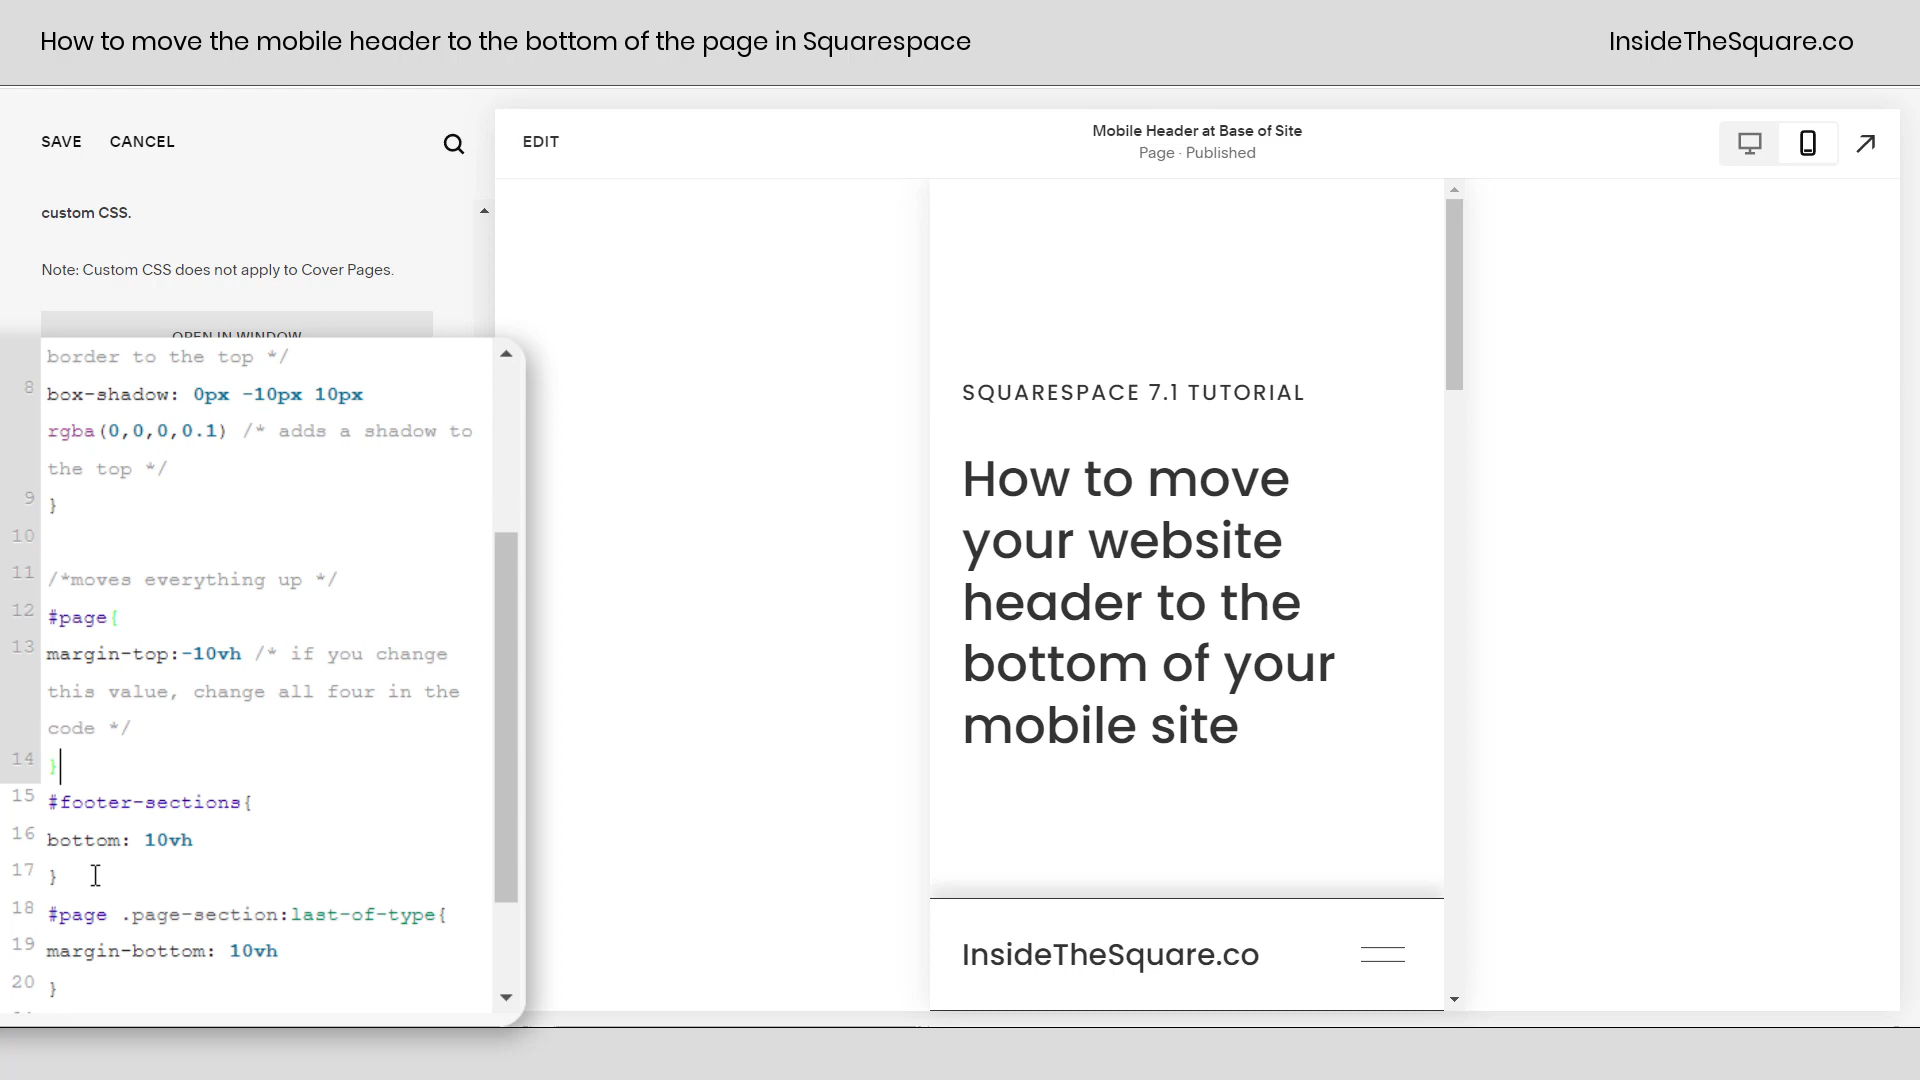 How to move the mobile header to the bottom of the page in Squarespace
InsideTheSquare.co
SAVE CANCEL
EDIT
Mobile Header at Base of Site
Page · Published
custom CSS.
Note: Custom CSS does not apply to Cover Pages.
OPEN IN WINDOW
border to the top */
8 box-shadow: 0px -10px 10px
rgba(0,0,0,0.1) /* adds a shadow to
the top */
9 }
10
11 /*moves everything up */
12 #page{
13 margin-top:-10vh /* if you change
this value, change all four in the
code */
14 }
15 #footer-sections{
16 bottom: 10vh
17 }
18 #page .page-section:last-of-type{
19 margin-bottom: 10vh
20 }
SQUARESPACE 7.1 TUTORIAL
How to move
your website
header to the
bottom of your
mobile site
InsideTheSquare.co